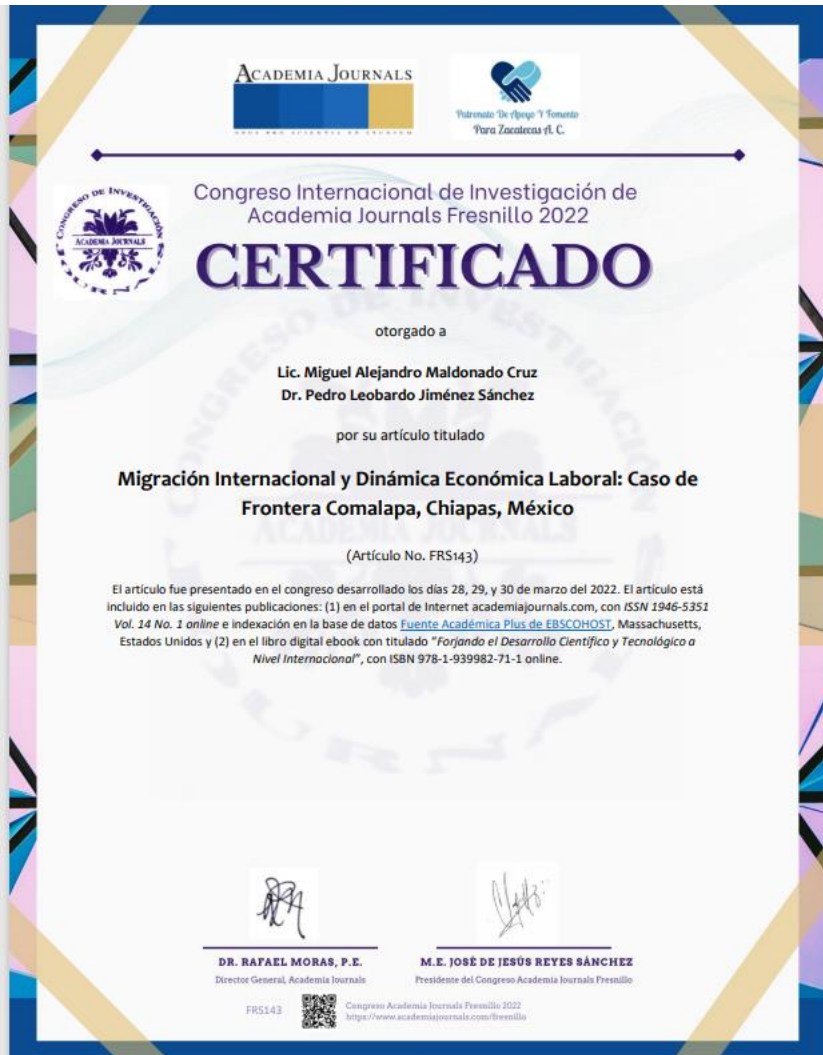 ACADEMIA JOURNALS
Patronato De Apoyo Y Fomento
Para Zacatecas A. C.
CONGRESO DE INVESTIGACIÓN
ACADEMIA JOURNALS
JOURNALS
Congreso Internacional de Investigación de
Academia Journals Fresnillo 2022
CERTIFICADO
otorgado a
Lic. Miguel Alejandro Maldonado Cruz
Dr. Pedro Leobardo Jiménez Sánchez
por su artículo titulado
Migración Internacional y Dinámica Económica Laboral: Caso de
Frontera Comalapa, Chiapas, México
(Artículo No. FRS143)
El artículo fue presentado en el congreso desarrollado los días 28, 29, y 30 de marzo del 2022. El artículo está
incluido en las siguientes publicaciones: (1) en el portal de Internet academiajournals.com, con ISSN 1946-5351
Vol. 14 No. 1 online e indexación en la base de datos Fuente Académica Plus de EBSCOHOST, Massachusetts,
Estados Unidos y (2) en el libro digital ebook con titulado "Forjando el Desarrollo Científico y Tecnológico a
Nivel Internacional", con ISBN 978-1-939982-71-1 online.
DR. RAFAEL MORAS, P.E.
Director General, Academia Journals
M.E. JOSÉ DE JESÚS REYES SÁNCHEZ
Presidente del Congreso Academia Journals Fresnillo
FRS143
Congreso Academia Journals Fresnillo 2022
https://www.academiajournals.com/fresnillo